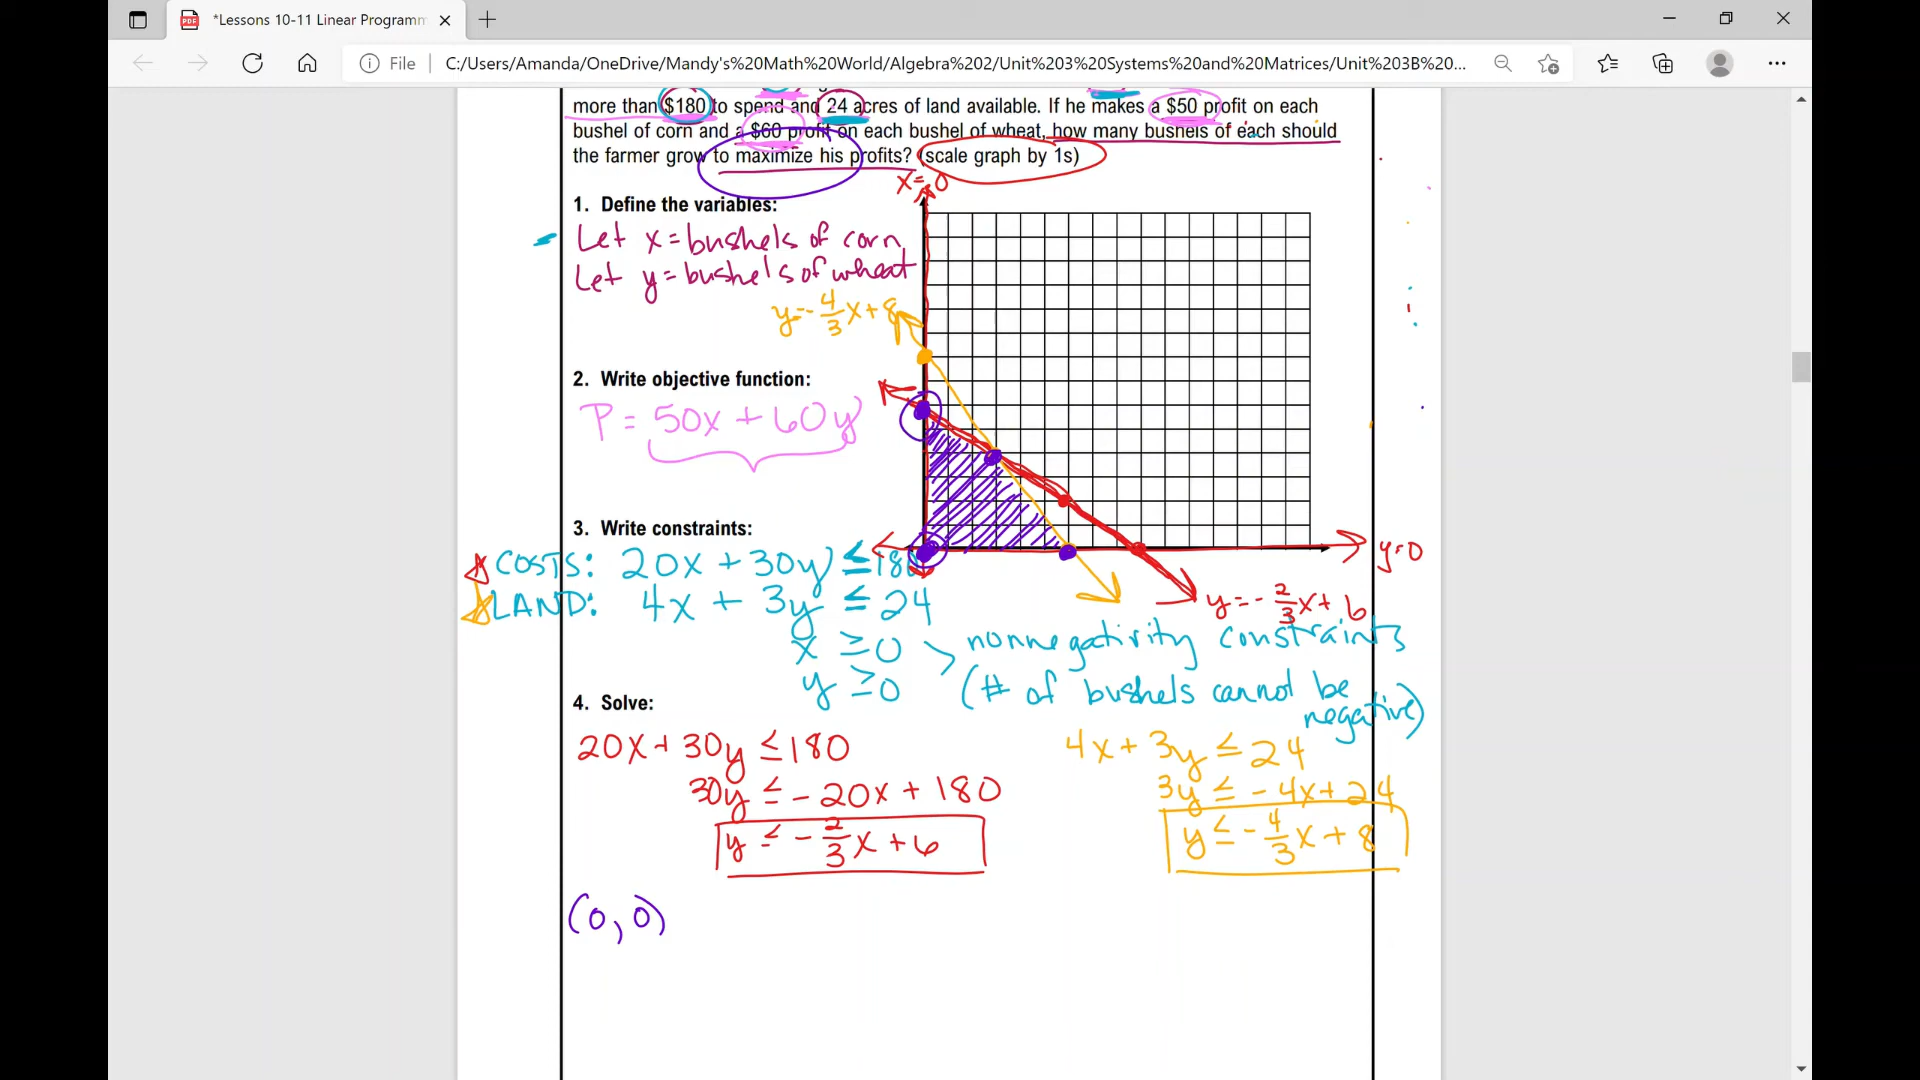 *Lessons 10-11 Linear Programm
File C:/Users/Amanda/OneDrive/Mandy's%20Math%20World/Algebra%202/Unit%203%20Systems%20and%20Matrices/Unit%203B%20...
more than $180 to spend and 24 acres of land available. If he makes a $50 profit on each
bushel of corn and a $60 profit on each bushel of wheat, how many bushels of each should
the farmer grow to maximize his profits? (scale graph by 1s)
x=0
1. Define the variables:
Let x = bushels of corn
Let y = bushels of wheat
y=-4/3x+8
2. Write objective function:
P = 50x + 60y
3. Write constraints:
y=0
COSTS: 20x + 30y ≤ 180
LAND: 4x + 3y ≤ 24
y=-2/3x+6
x ≥ 0
y ≥ 0
nonnegativity constraints
(# of bushels cannot be
negative)
4. Solve:
20x + 30y ≤ 180
30y ≤ -20x + 180
y ≤ -2/3x + 6
4x + 3y ≤ 24
3y ≤ -4x + 24
y ≤ -4/3x + 8
(0,0)